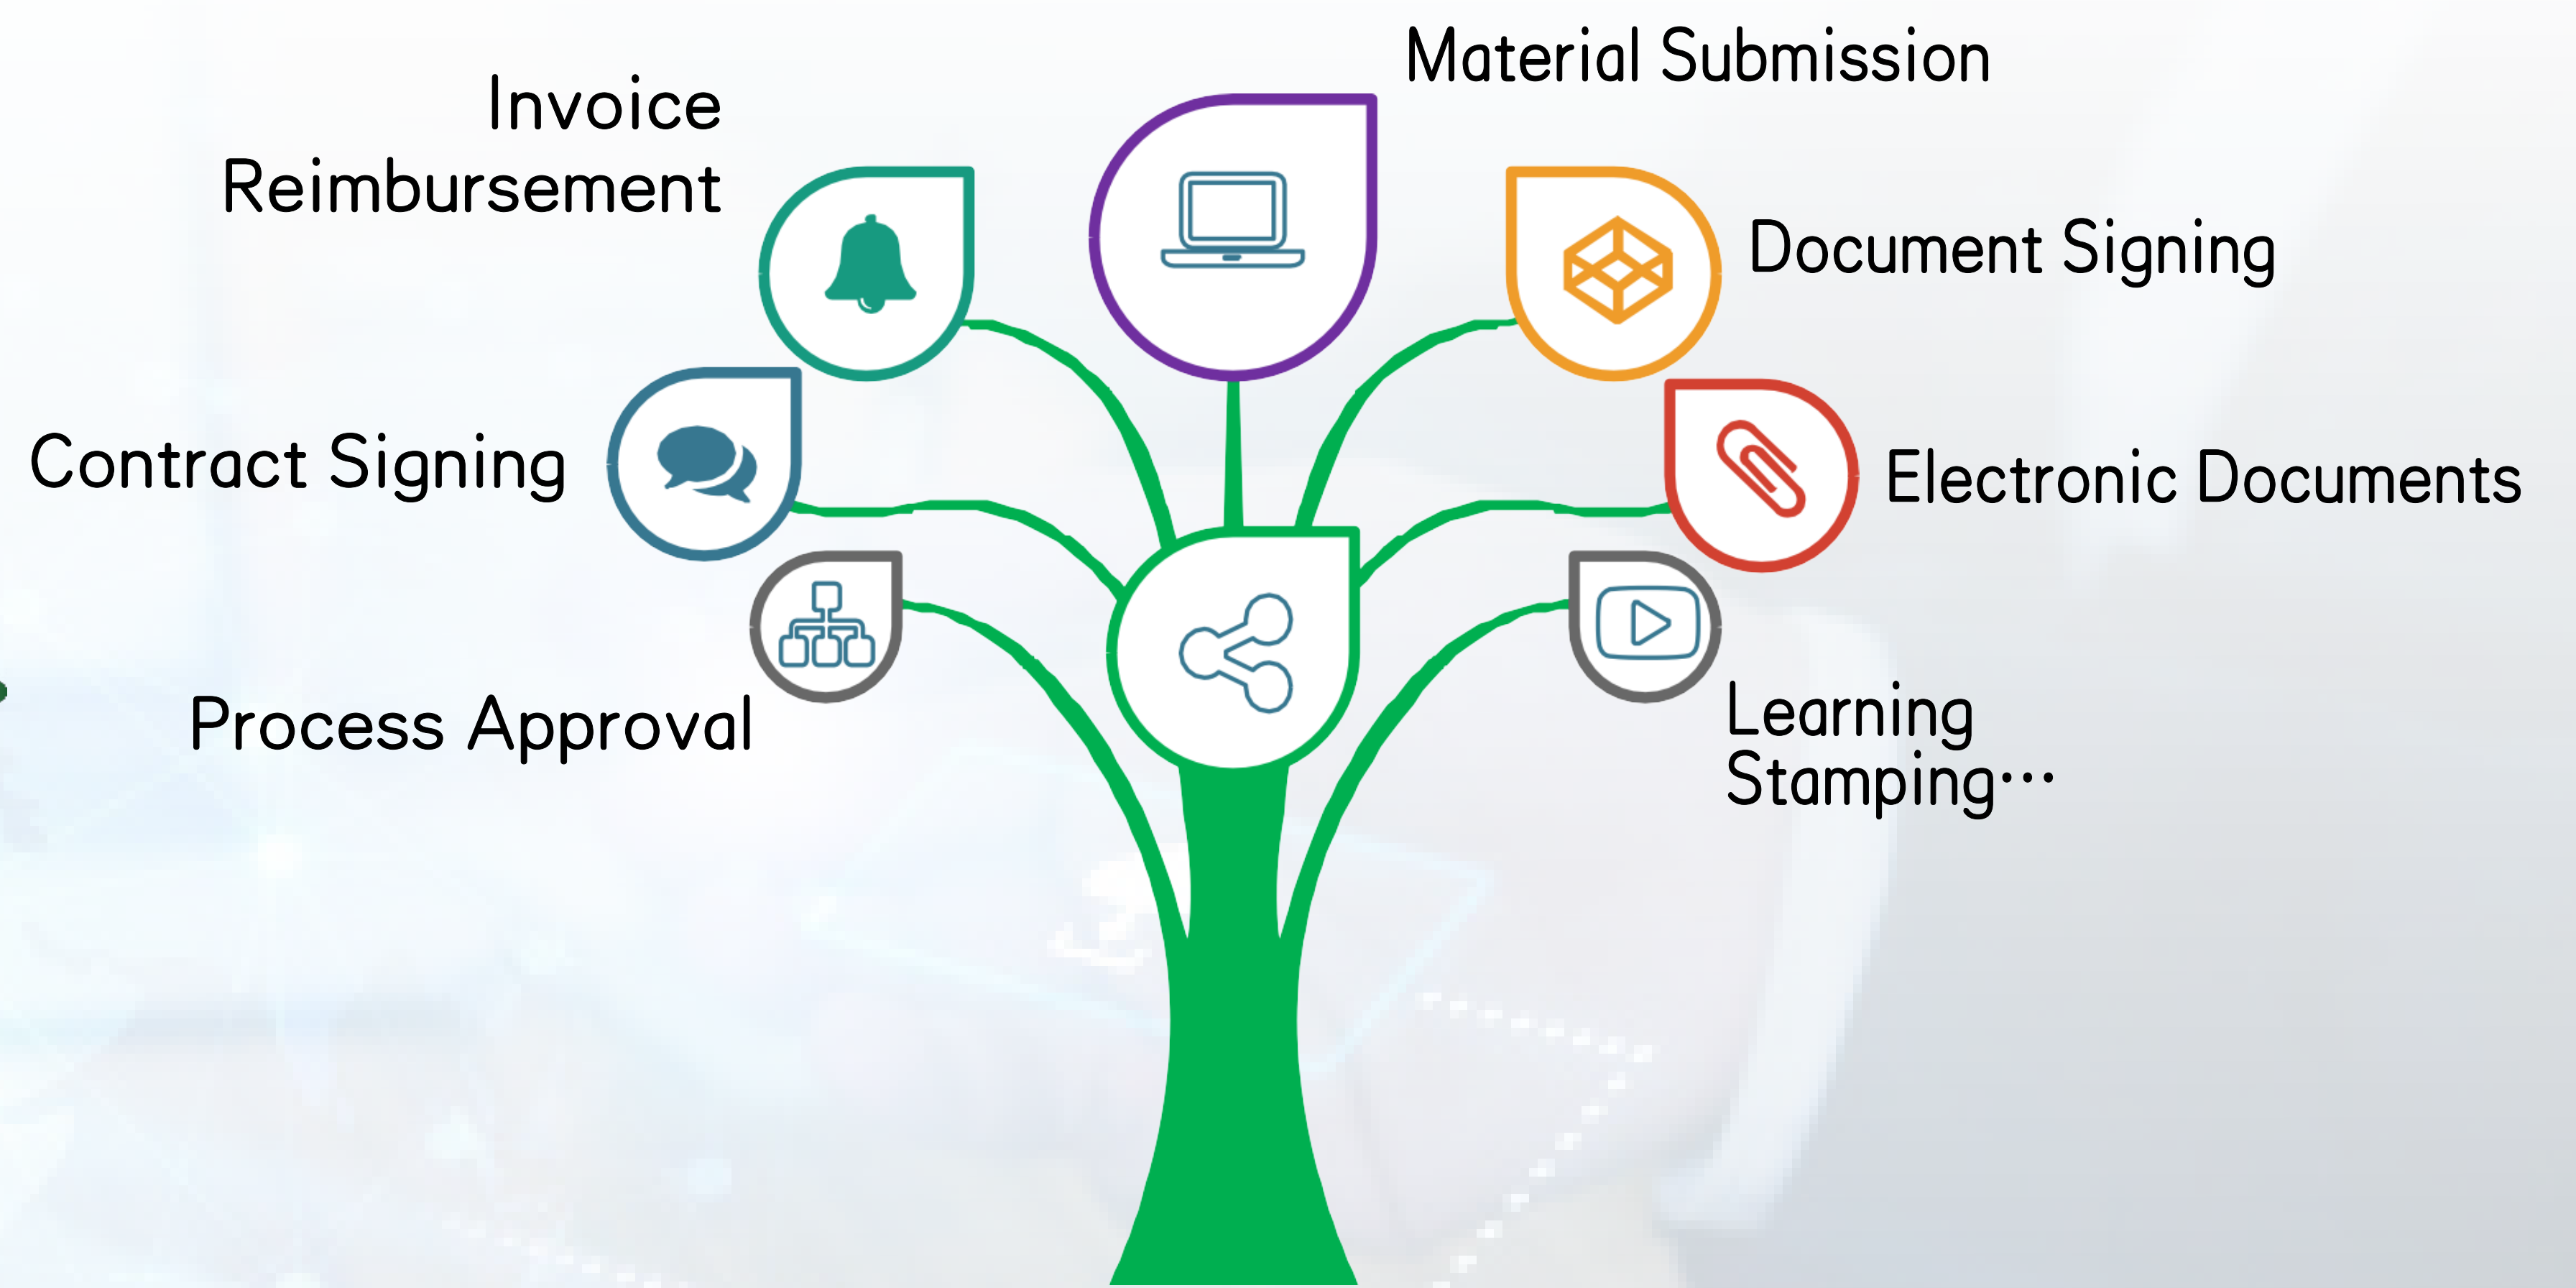 Material Submission
Invoice
Reimbursement
Document Signing
Contract Signing
Electronic Documents
Process Approval
Learning
Stamping⋯